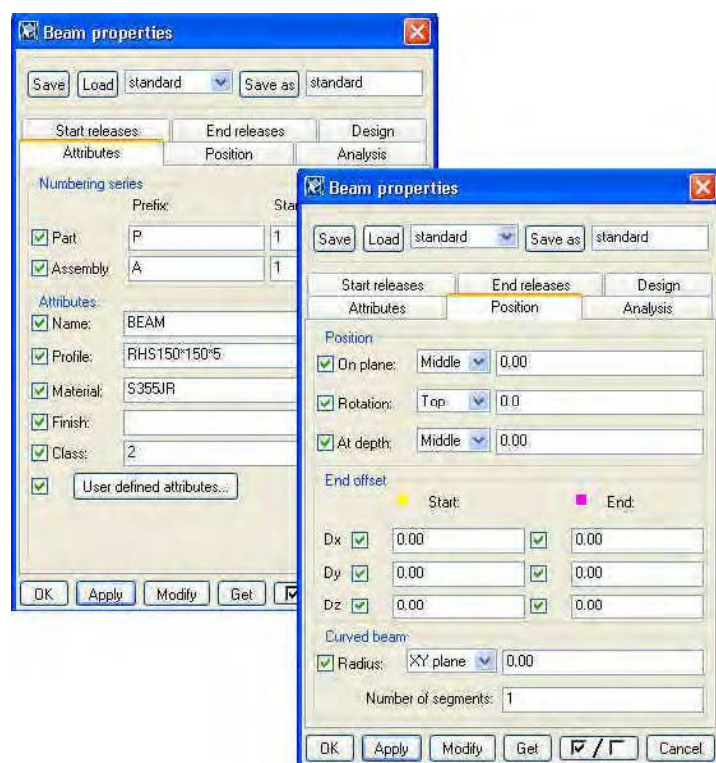 Beam properties
Save Load standard Save as standard
Start releases End releases Design
Attributes Position Analysis
Numbering series
Prefix:
Part P 1
Assembly A 1
Attributes
Name: BEAM
Profile: RHS150*150*5
Material: S355JR
Finish:
Class: 2
User defined attributes...
OK Apply Modify Get
Beam properties
Save Load standard Save as standard
Start releases End releases Design
Attributes Position Analysis
Position
On plane: Middle 0.00
Rotation: Top 0.0
At depth: Middle 0.00
End offset
Start: End:
Dx 0.00 0.00
Dy 0.00 0.00
Dz 0.00 0.00
Curved beam
Radius: XY plane 0.00
Number of segments: 1
OK Apply Modify Get / Cancel